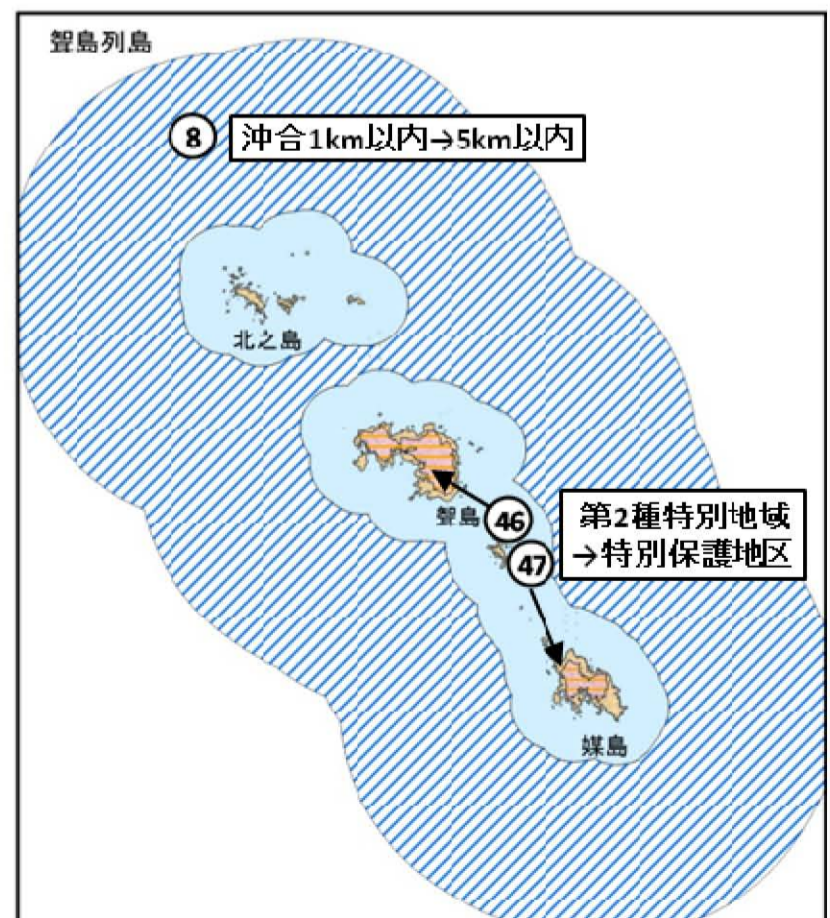 聟島列島
8
沖合1km以内→5km以内
北之島
聟島
46
47
第2種特別地域
→特別保護地区
媒島